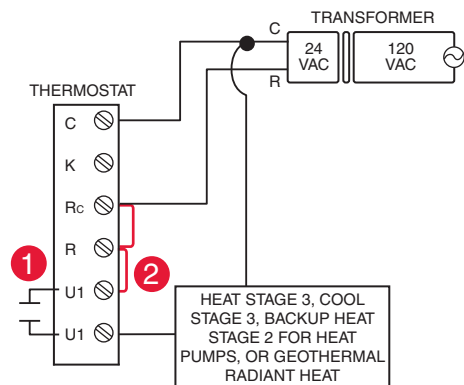 TRANSFORMER
C
24
VAC
120
VAC
R
THERMOSTAT
C
K
Rc
R
1
2
U1
U1
HEAT STAGE 3, COOL
STAGE 3, BACKUP HEAT
STAGE 2 FOR HEAT
PUMPS, OR GEOTHERMAL
RADIANT HEAT